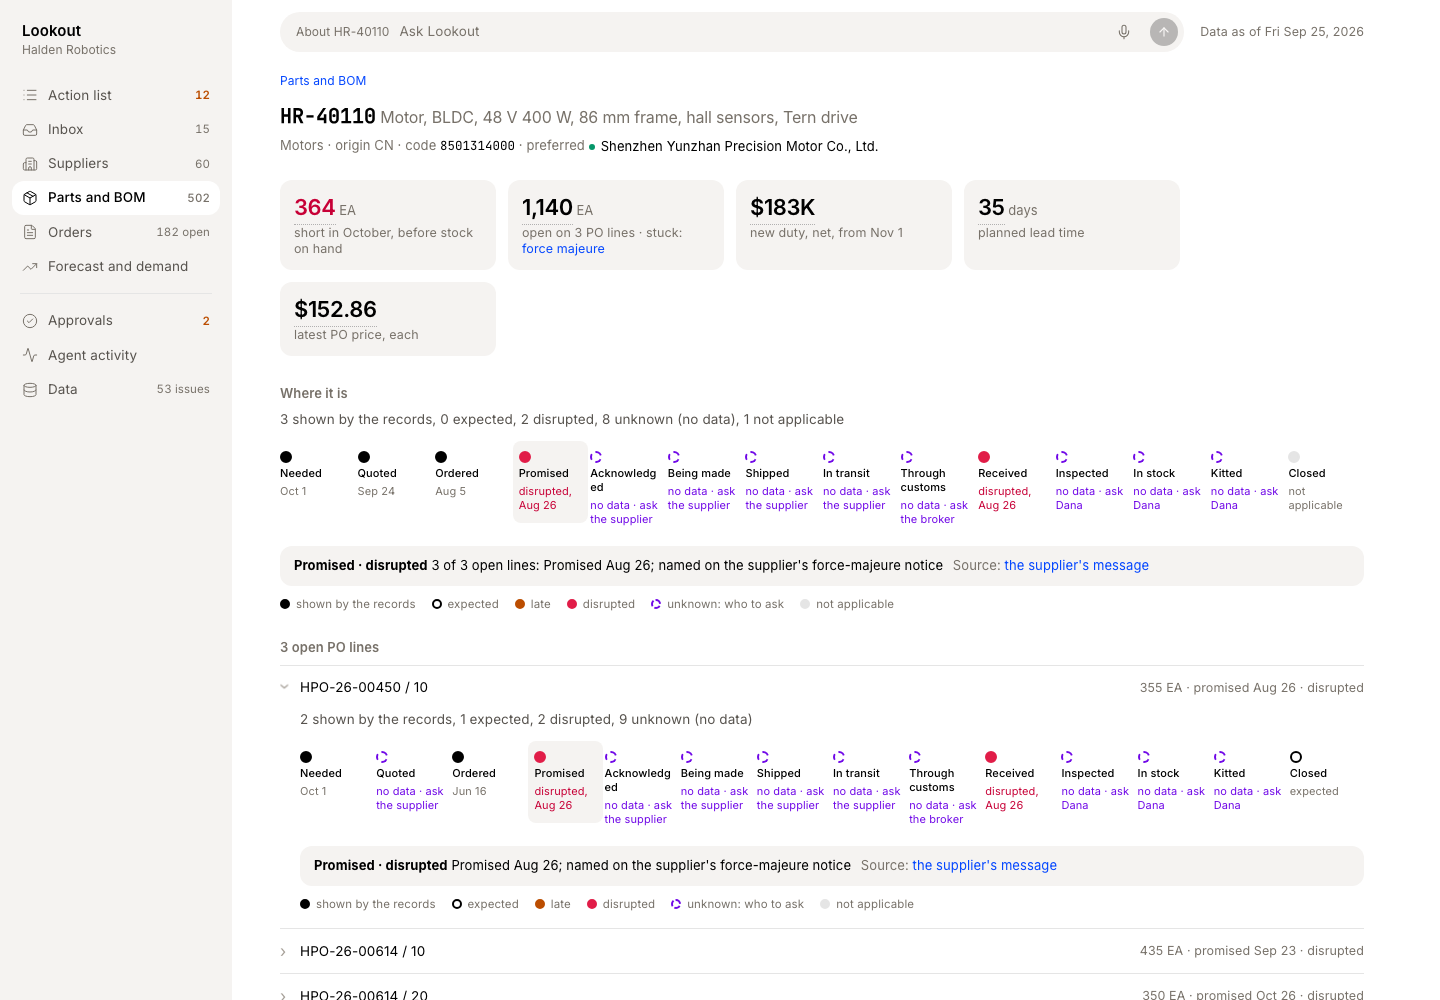 Lookout
Halden Robotics
Action list 12
Inbox 15
Suppliers 60
Parts and BOM 502
Orders 182 open
Forecast and demand
Approvals 2
Agent activity
Data 53 issues
About HR-40110 Ask Lookout
Data as of Fri Sep 25, 2026
Parts and BOM
HR-40110 Motor, BLDC, 48 V 400 W, 86 mm frame, hall sensors, Tern drive
Motors · origin CN · code 8501314000 · preferred Shenzhen Yunzhan Precision Motor Co., Ltd.
364 EA
short in October, before stock
on hand
1,140 EA
open on 3 PO lines · stuck:
force majeure
$183K
new duty, net, from Nov 1
35 days
planned lead time
$152.86
latest PO price, each
Where it is
3 shown by the records, 0 expected, 2 disrupted, 8 unknown (no data), 1 not applicable
Needed
Oct 1
Quoted
Sep 24
Ordered
Aug 5
Promised
disrupted,
Aug 26
Acknowledg
ed
no data · ask
the supplier
Being made
no data · ask
the supplier
Shipped
no data · ask
the supplier
In transit
no data · ask
the supplier
Through
customs
no data · ask
the broker
Received
disrupted,
Aug 26
Inspected
no data · ask
Dana
In stock
no data · ask
Dana
Kitted
no data · ask
Dana
Closed
not
applicable
Promised · disrupted 3 of 3 open lines: Promised Aug 26; named on the supplier's force-majeure notice Source: the supplier's message
shown by the records expected late disrupted unknown: who to ask not applicable
3 open PO lines
HPO-26-00450 / 10 355 EA · promised Aug 26 · disrupted
2 shown by the records, 1 expected, 2 disrupted, 9 unknown (no data)
Needed
Oct 1
Quoted
no data · ask
the supplier
Ordered
Jun 16
Promised
disrupted,
Aug 26
Acknowledg
ed
no data · ask
the supplier
Being made
no data · ask
the supplier
Shipped
no data · ask
the supplier
In transit
no data · ask
the supplier
Through
customs
no data · ask
the broker
Received
disrupted,
Aug 26
Inspected
no data · ask
Dana
In stock
no data · ask
Dana
Kitted
no data · ask
Dana
Closed
expected
Promised · disrupted Promised Aug 26; named on the supplier's force-majeure notice Source: the supplier's message
shown by the records expected late disrupted unknown: who to ask not applicable
HPO-26-00614 / 10 435 EA · promised Sep 23 · disrupted
HPO-26-00614 / 20 350 EA · promised Oct 26 · disrupted